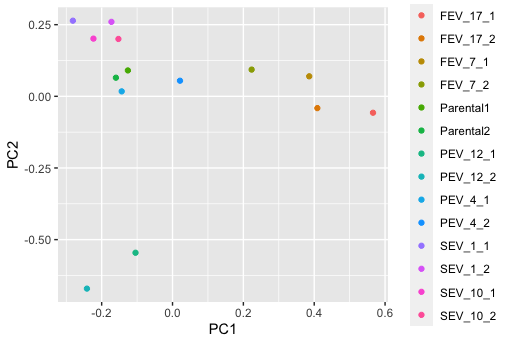 0.25
0.00
-0.25
-0.50
PC2
-0.2
0.0
0.2
0.4
0.6
PC1
FEV_17_1
FEV_17_2
FEV_7_1
FEV_7_2
Parental1
Parental2
PEV_12_1
PEV_12_2
PEV_4_1
PEV_4_2
SEV_1_1
SEV_1_2
SEV_10_1
SEV_10_2